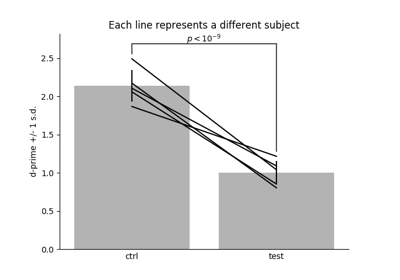 Each line represents a different subject
p < 10⁻⁹
2.5
2.0
1.5
1.0
0.5
0.0
d-prime +/- 1 s.d.
ctrl
test